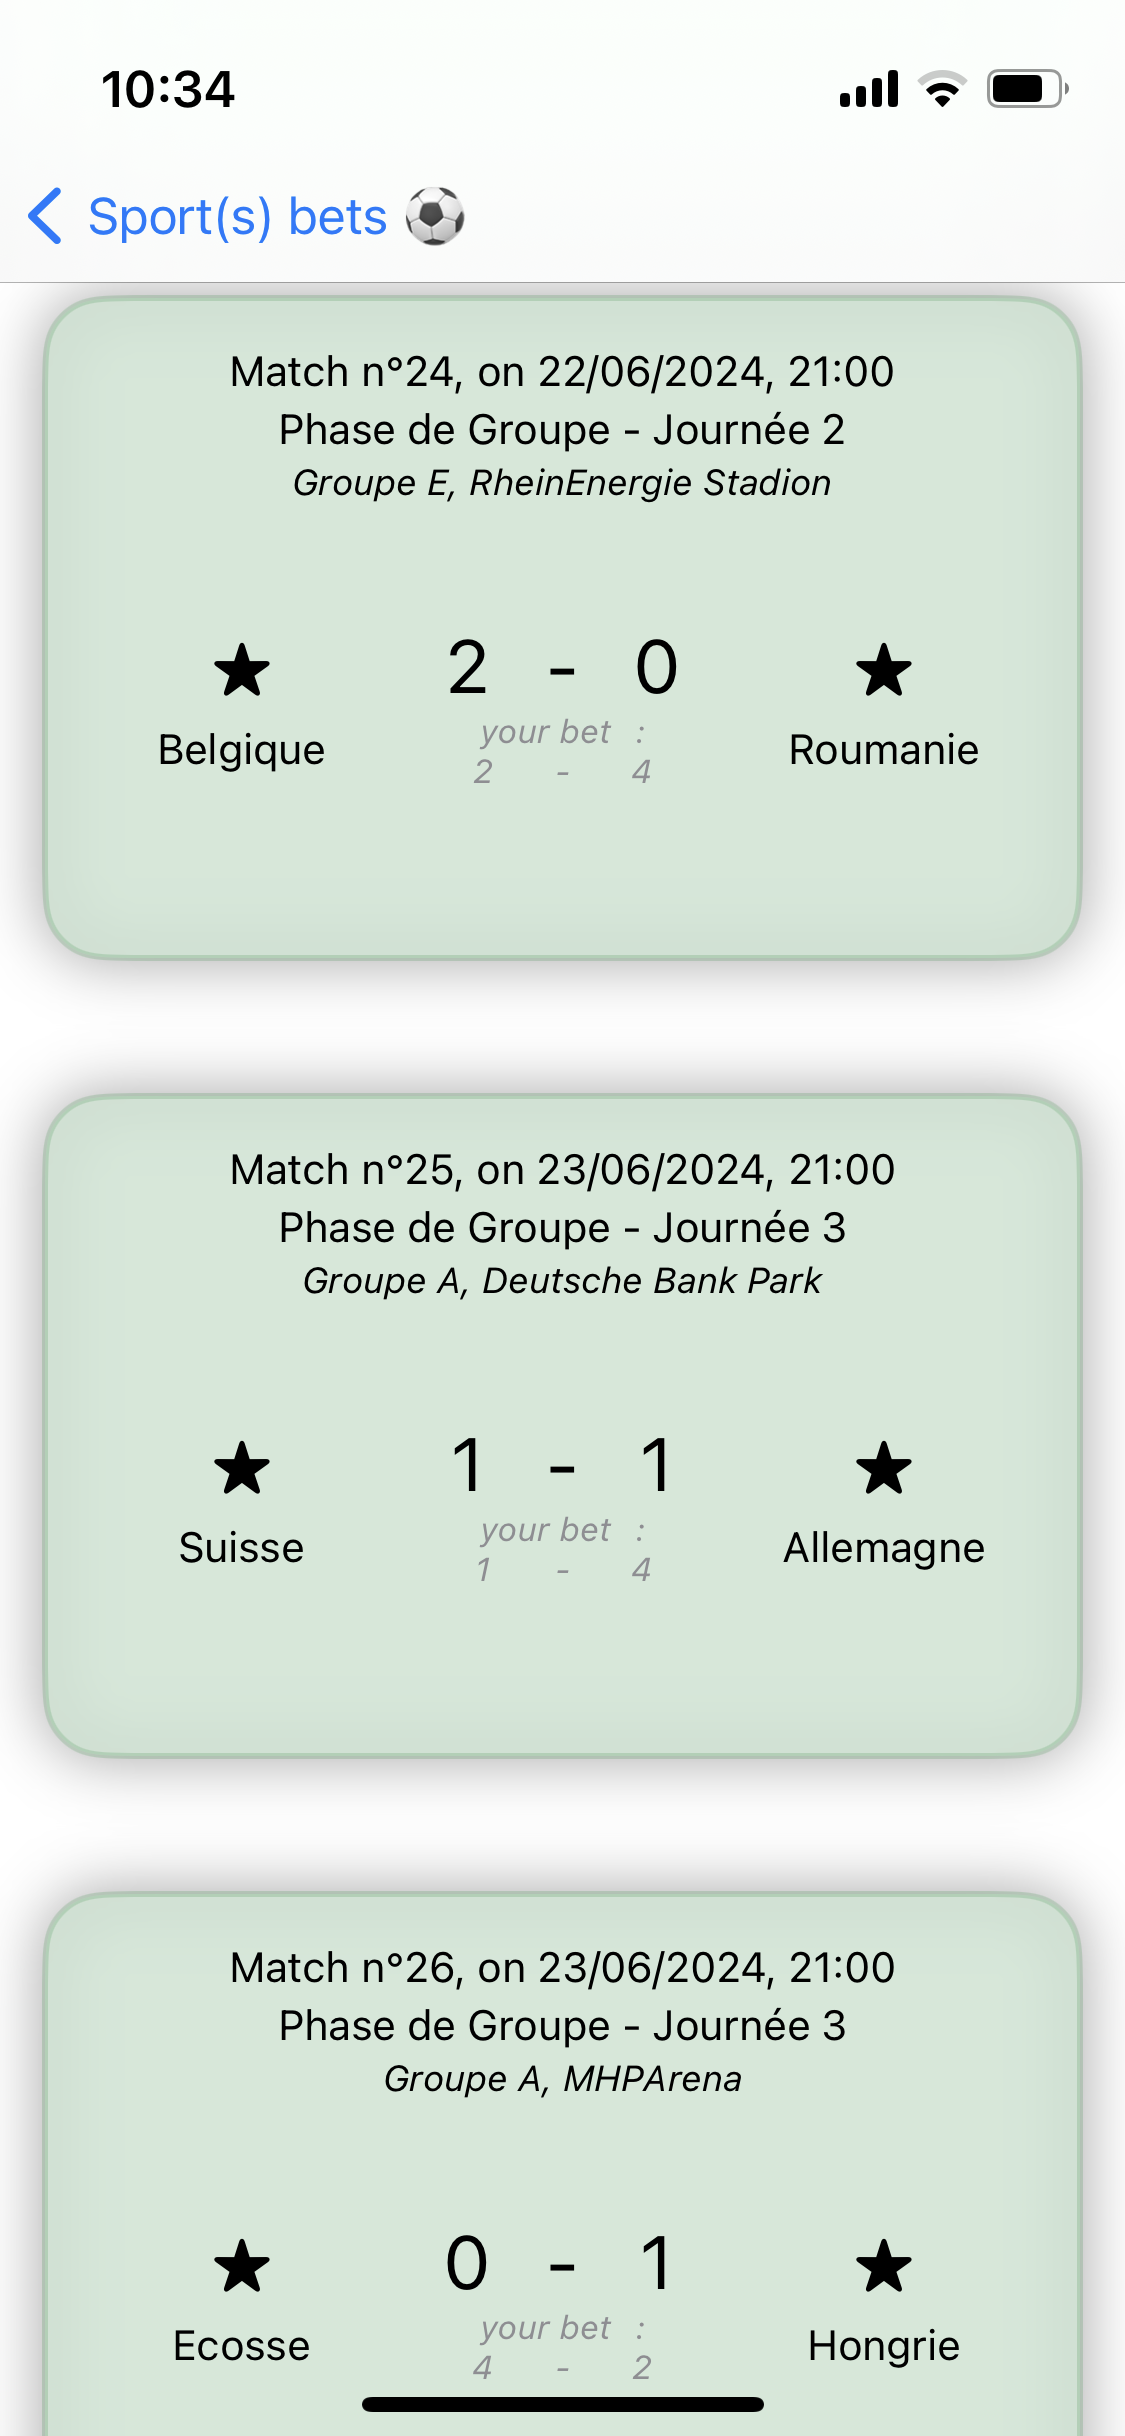 10:34
Sport(s) bets
Match n°24, on 22/06/2024, 21:00
Phase de Groupe - Journée 2
Groupe E, RheinEnergie Stadion
2 - 0
Belgique
your bet :
2 - 4
Roumanie
Match n°25, on 23/06/2024, 21:00
Phase de Groupe - Journée 3
Groupe A, Deutsche Bank Park
1 - 1
Suisse
your bet :
1 - 4
Allemagne
Match n°26, on 23/06/2024, 21:00
Phase de Groupe - Journée 3
Groupe A, MHPArena
0 - 1
Ecosse
your bet :
4 - 2
Hongrie